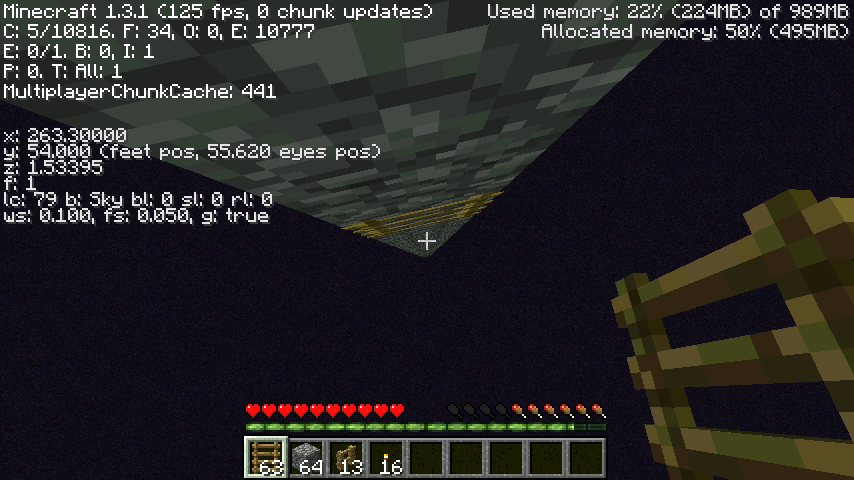 Minecraft 1.3.1 (125 fps, 0 chunk updates)
Used memory: 22% (224MB) of 989MB
C: 5/10816. F: 34, O: 0, E: 10777
Allocated memory: 50% (495MB)
E: 0/1. B: 0, I: 1
P: 0. T: All: 1
MultiplayerChunkCache: 441
x: 263.30000
y: 54.000 (feet pos, 55.620 eyes pos)
z: 1.53395
f: 1
lc: 79 b: Sky bl: 0 sl: 0 rl: 0
ws: 0.100, fs: 0.050, g: true
63 64 13 16